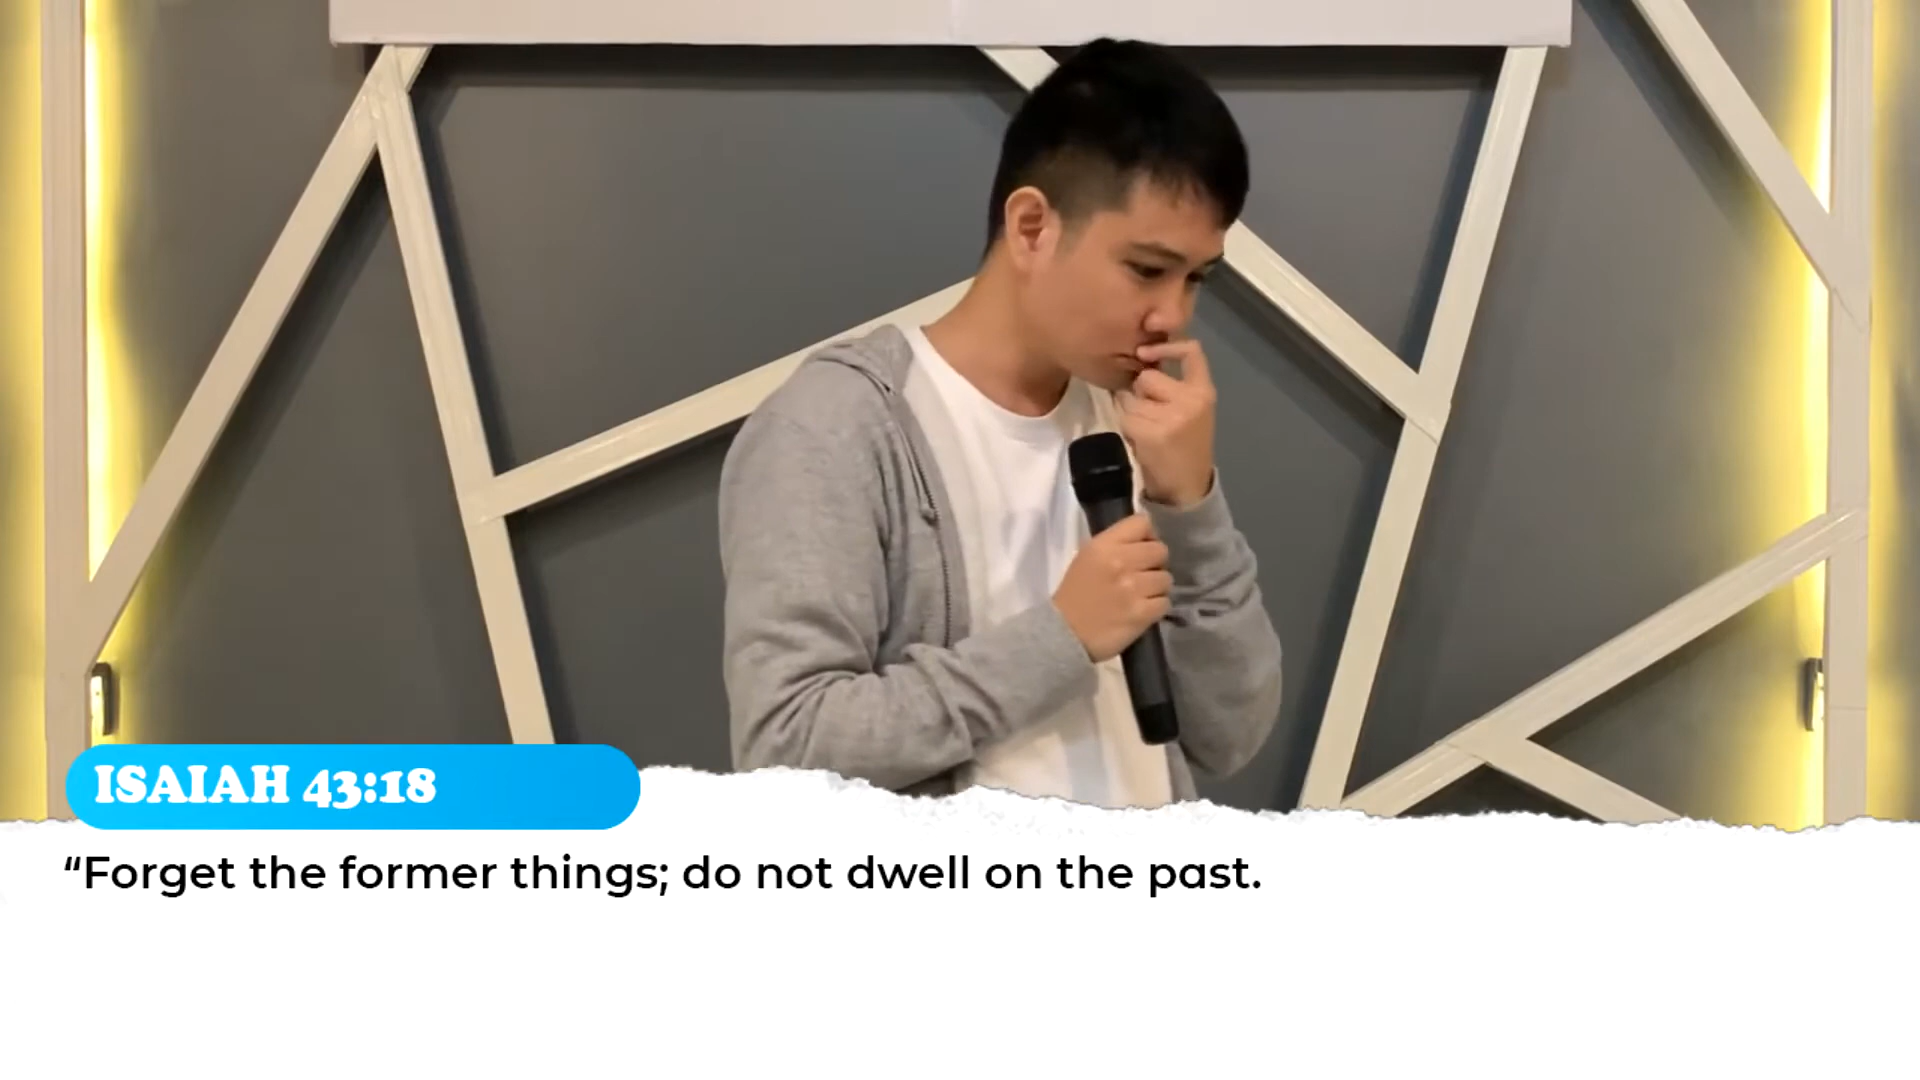 ISAIAH 43:18
“Forget the former things; do not dwell on the past.